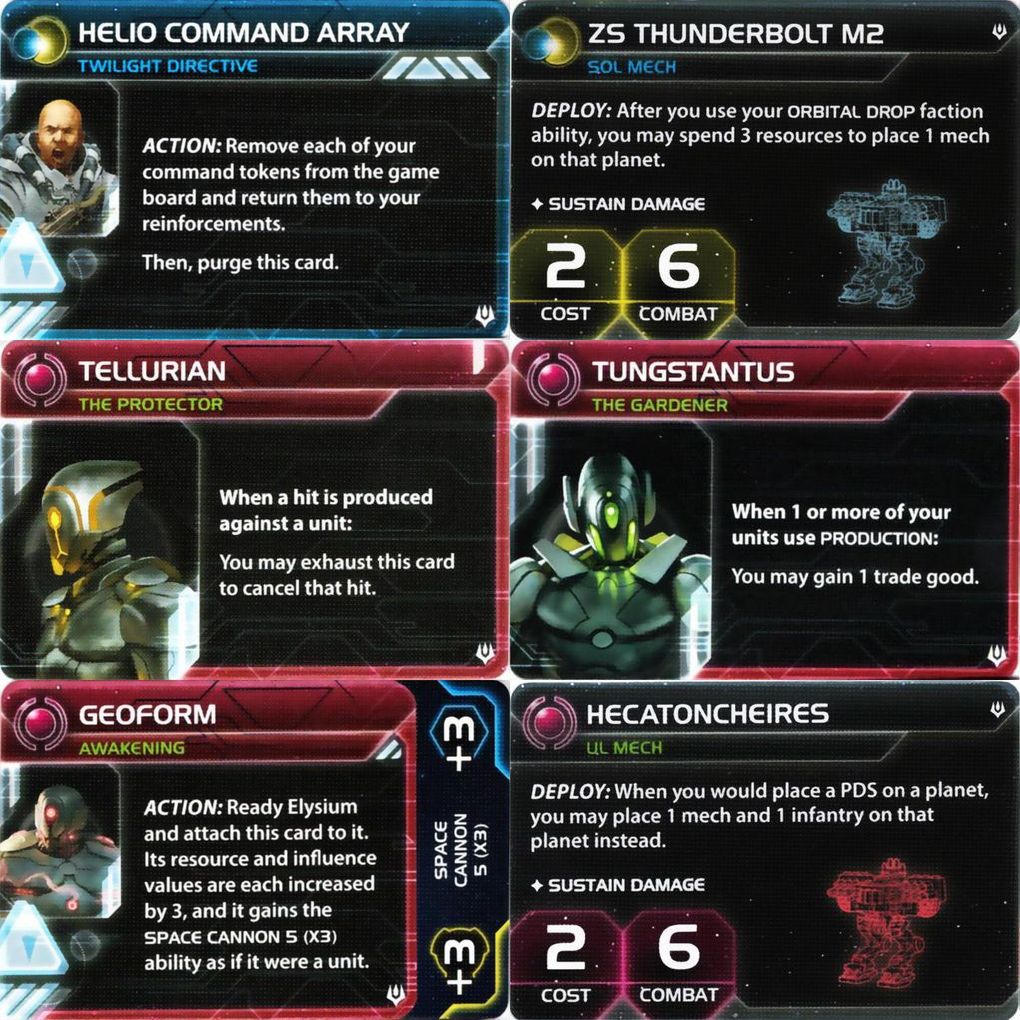 HELIO COMMAND ARRAY
TWILIGHT DIRECTIVE
ACTION: Remove each of your
command tokens from the game
board and return them to your
reinforcements.
Then, purge this card.
ZS THUNDERBOLT M2
SOL MECH
DEPLOY: After you use your ORBITAL DROP faction
ability, you may spend 3 resources to place 1 mech
on that planet.
✦ SUSTAIN DAMAGE
2
COST
6
COMBAT
TELLURIAN
THE PROTECTOR
When a hit is produced
against a unit:
You may exhaust this card
to cancel that hit.
TUNGSTANTUS
THE GARDENER
When 1 or more of your
units use PRODUCTION:
You may gain 1 trade good.
GEOFORM
AWAKENING
ACTION: Ready Elysium
and attach this card to it.
Its resource and influence
values are each increased
by 3, and it gains the
SPACE CANNON 5 (X3)
ability as if it were a unit.
+3
SPACE
CANNON
5 (X3)
+3
HECATONCHEIRES
UL MECH
DEPLOY: When you would place a PDS on a planet,
you may place 1 mech and 1 infantry on that
planet instead.
✦ SUSTAIN DAMAGE
2
COST
6
COMBAT